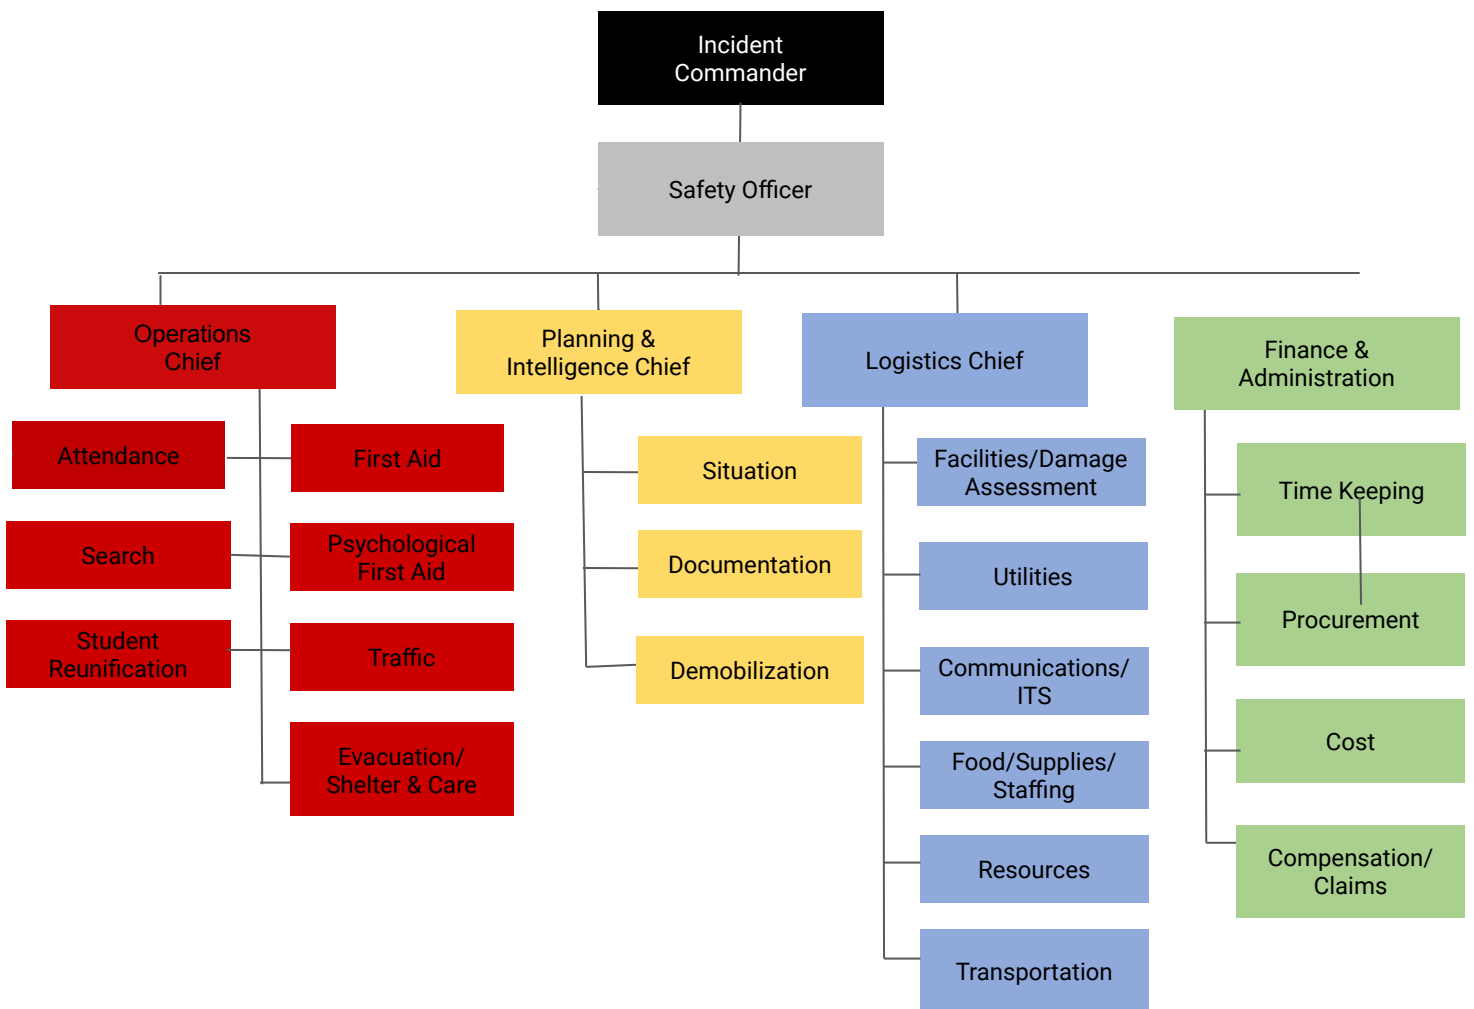 Incident
Commander
Safety Officer
Operations
Chief
Attendance
First Aid
Search
Psychological
First Aid
Student
Reunification
Traffic
Evacuation/
Shelter & Care
Planning &
Intelligence Chief
Situation
Documentation
Demobilization
Logistics Chief
Facilities/Damage
Assessment
Utilities
Communications/
ITS
Food/Supplies/
Staffing
Resources
Transportation
Finance &
Administration
Time Keeping
Procurement
Cost
Compensation/
Claims